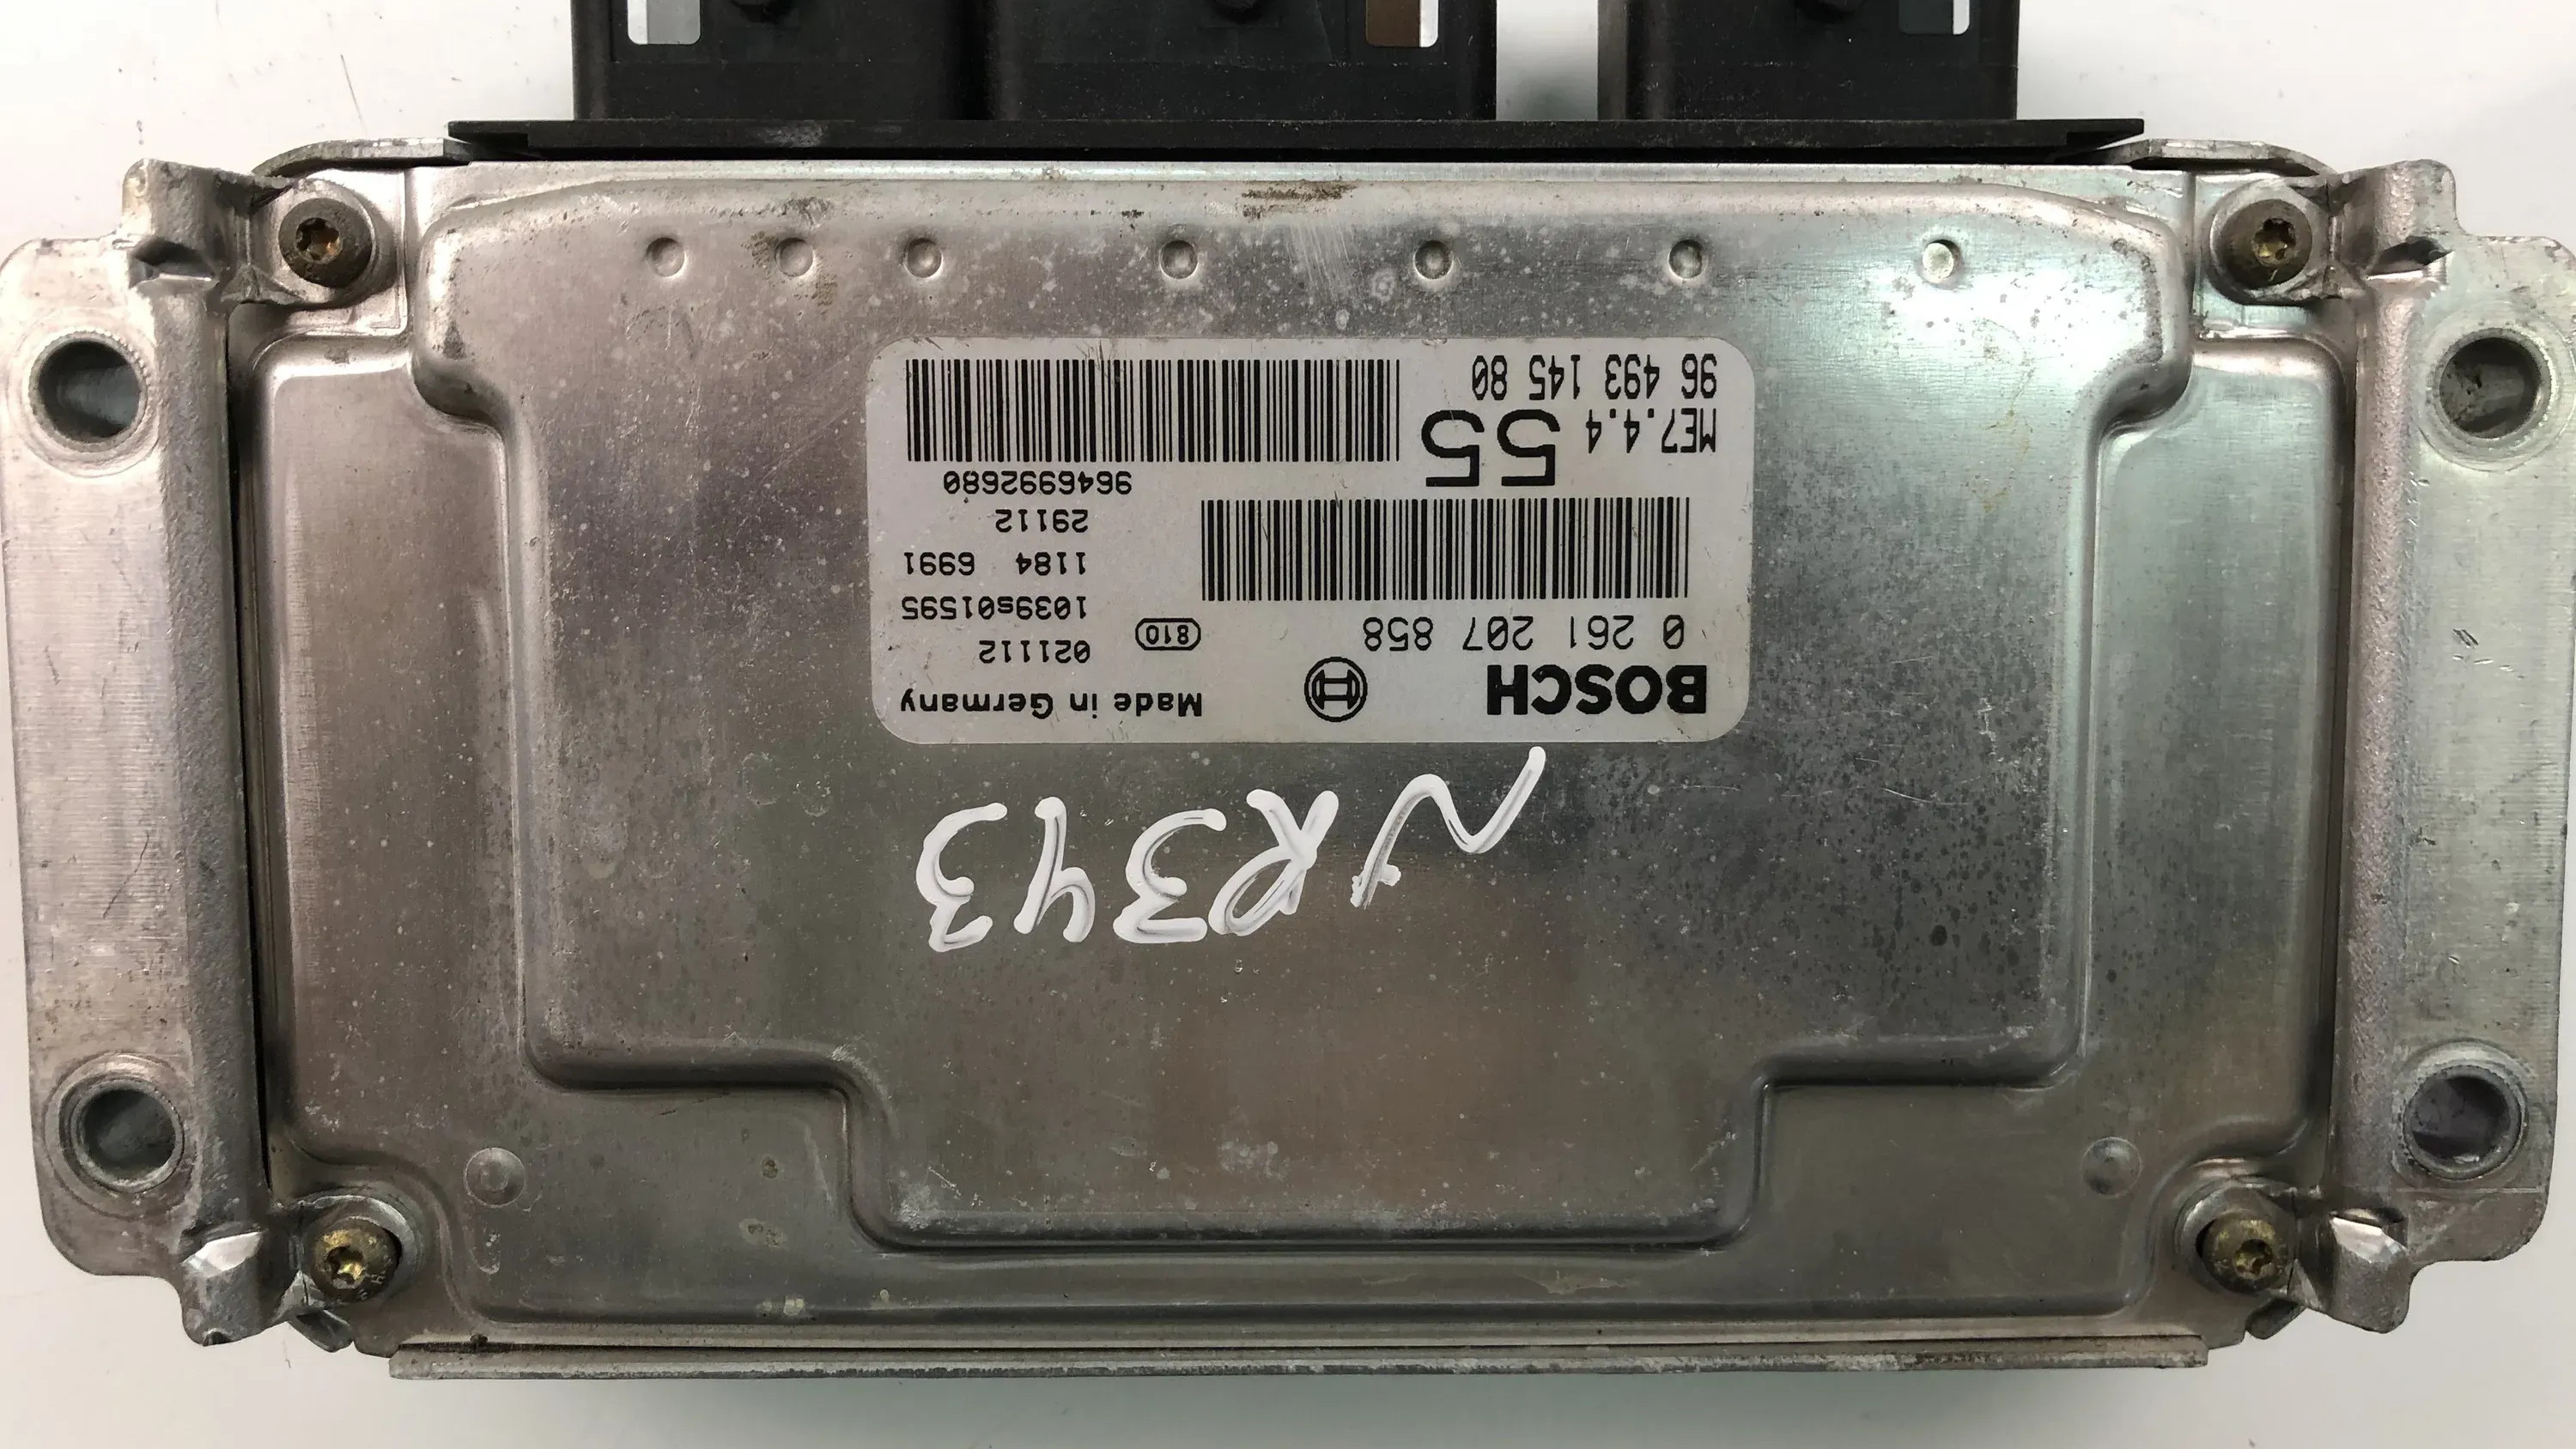 BOSCH Made in Germany
0 261 207 858 810 021112
1039s01595
1184 6991
29112
9646992680
ME7.4.4 55
96 493 145 80
NR343